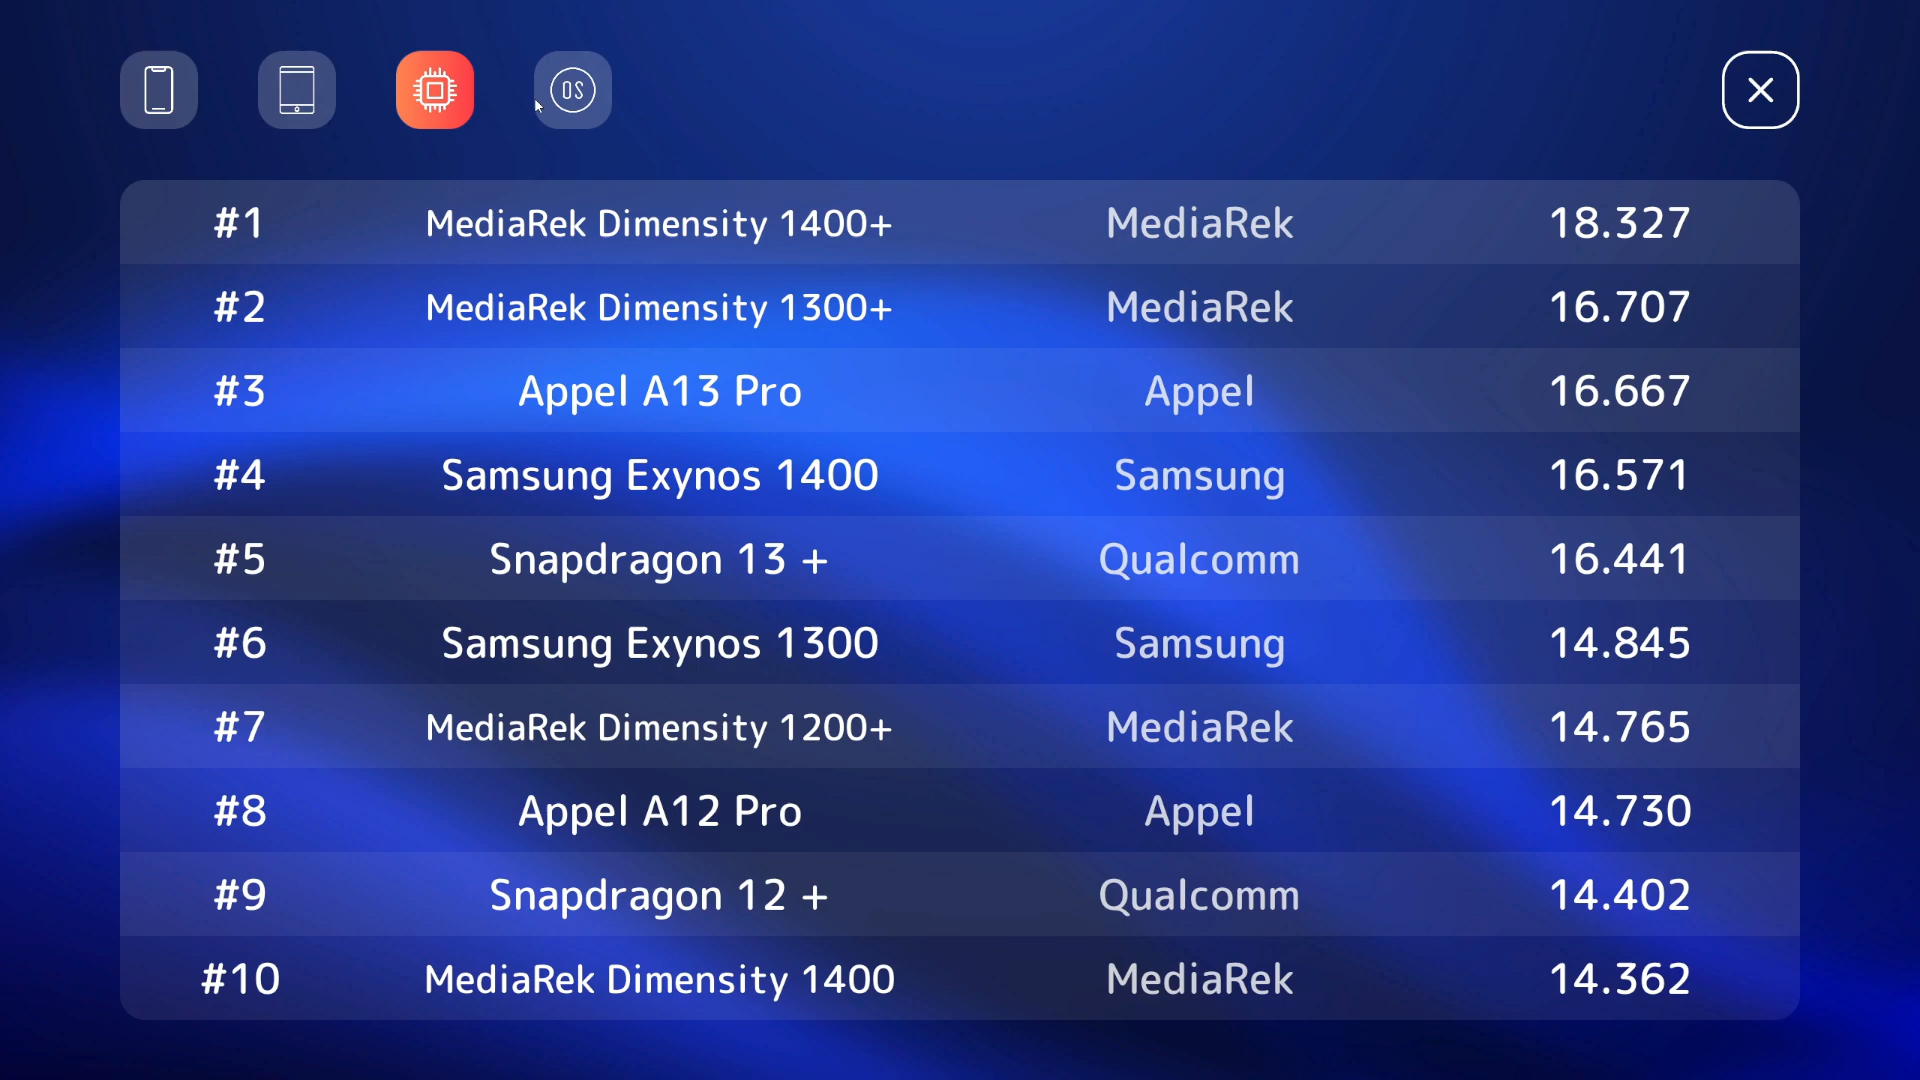 OS
#1 MediaRek Dimensity 1400+ MediaRek 18.327
#2 MediaRek Dimensity 1300+ MediaRek 16.707
#3 Appel A13 Pro Appel 16.667
#4 Samsung Exynos 1400 Samsung 16.571
#5 Snapdragon 13 + Qualcomm 16.441
#6 Samsung Exynos 1300 Samsung 14.845
#7 MediaRek Dimensity 1200+ MediaRek 14.765
#8 Appel A12 Pro Appel 14.730
#9 Snapdragon 12 + Qualcomm 14.402
#10 MediaRek Dimensity 1400 MediaRek 14.362